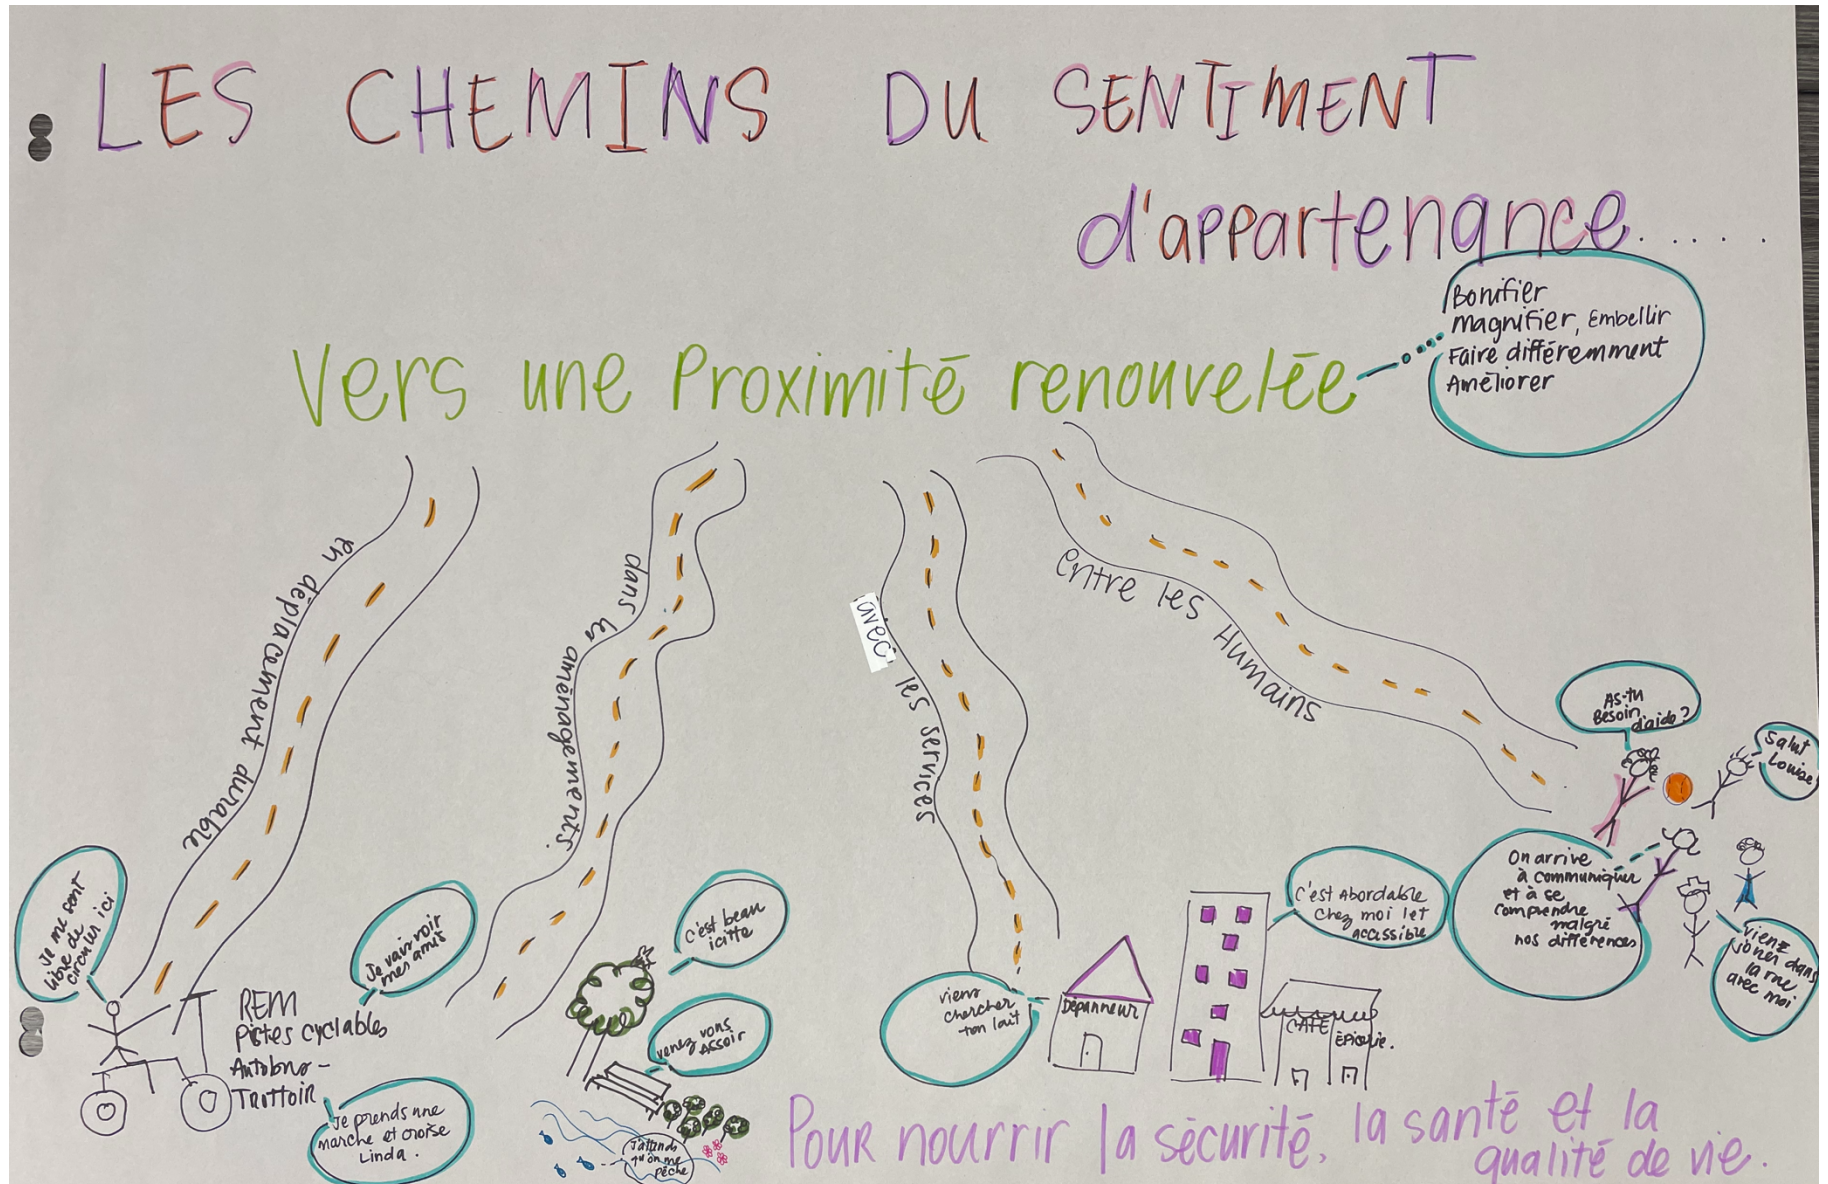 LES CHEMINS DU SENTIMENT
d'appartenance......
Bonifier
Magnifier, Embellir
Faire différemment
Améliorer
Vers une Proximité renouvelée
en déplacement durable
dans les aménagements.
avec les services
entre les Humains
Je me sent
libre de
circuler ici
REM
Pistes cyclables
Autobus -
Trottoir
Je vais voir
mes amis
Je prends une
marche et croise
Linda.
C'est beau
icitte
venez vous
Assoir
J'attends
qu'on me
pêche
viens
chercher
ton lait
Dépanneur
C'est Abordable
Chez moi et
accessible
CAFÉ
Épicerie.
As-tu
Besoin
d'aide?
Salut
Louise
On arrive
à communiquer
et à se
comprendre
malgré
nos différences
Viens
jouer dans
la rue
avec moi
Pour nourrir la sécurité, la santé et la
qualité de vie.